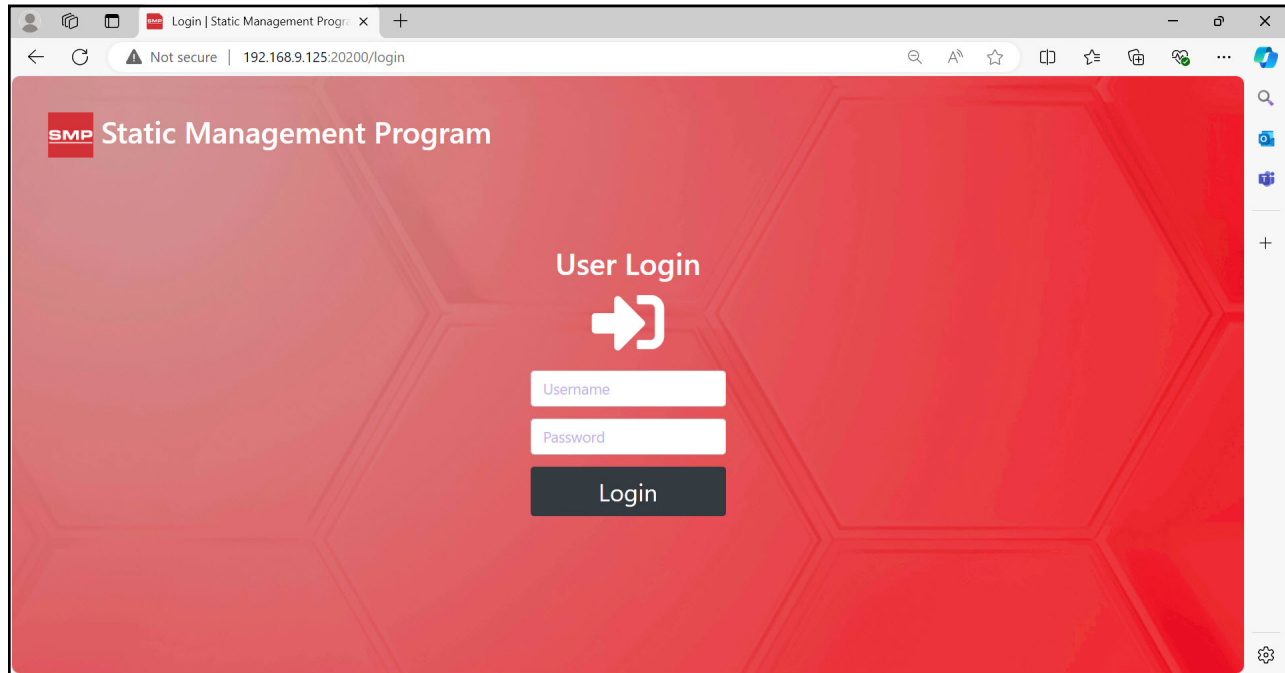 SMP Login | Static Management Progra
Not secure | 192.168.9.125:20200/login
SMP Static Management Program
User Login
Username
Password
Login